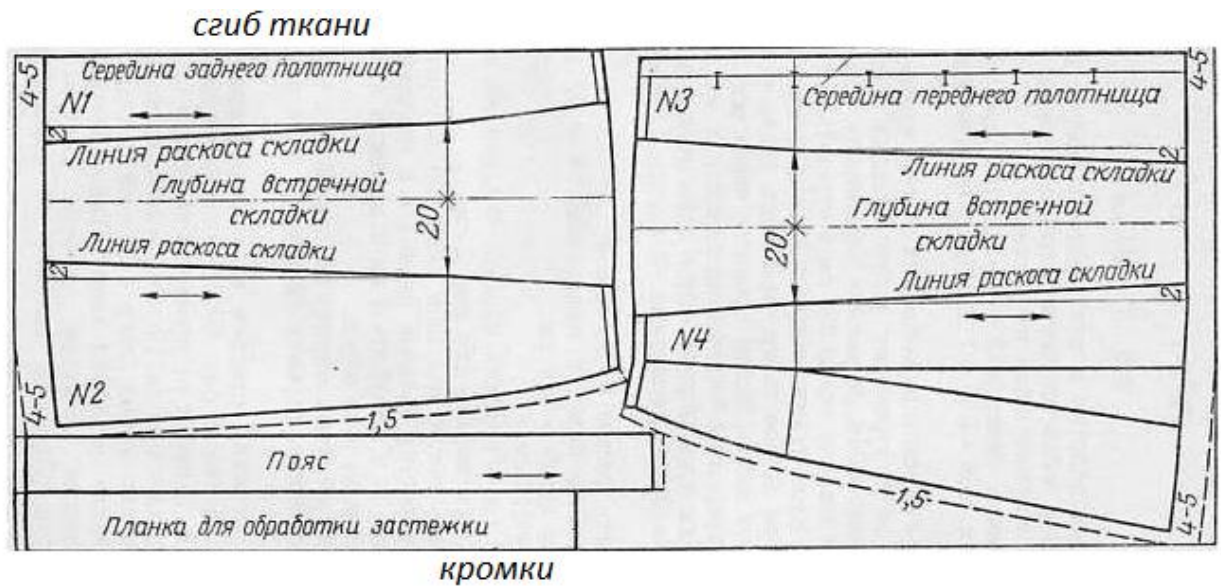 сгиб ткани
4-5
Середина заднего полотнища
N1
2
Линия раскоса складки
Глубина встречной
складки
20
Линия раскоса складки
2
4-5
N2
1,5
Пояс
Планка для обработки застежки
4-5
N3
Середина переднего полотнища
2
Линия раскоса складки
Глубина встречной
складки
20
Линия раскоса складки
2
N4
1,5
4-5
кромки